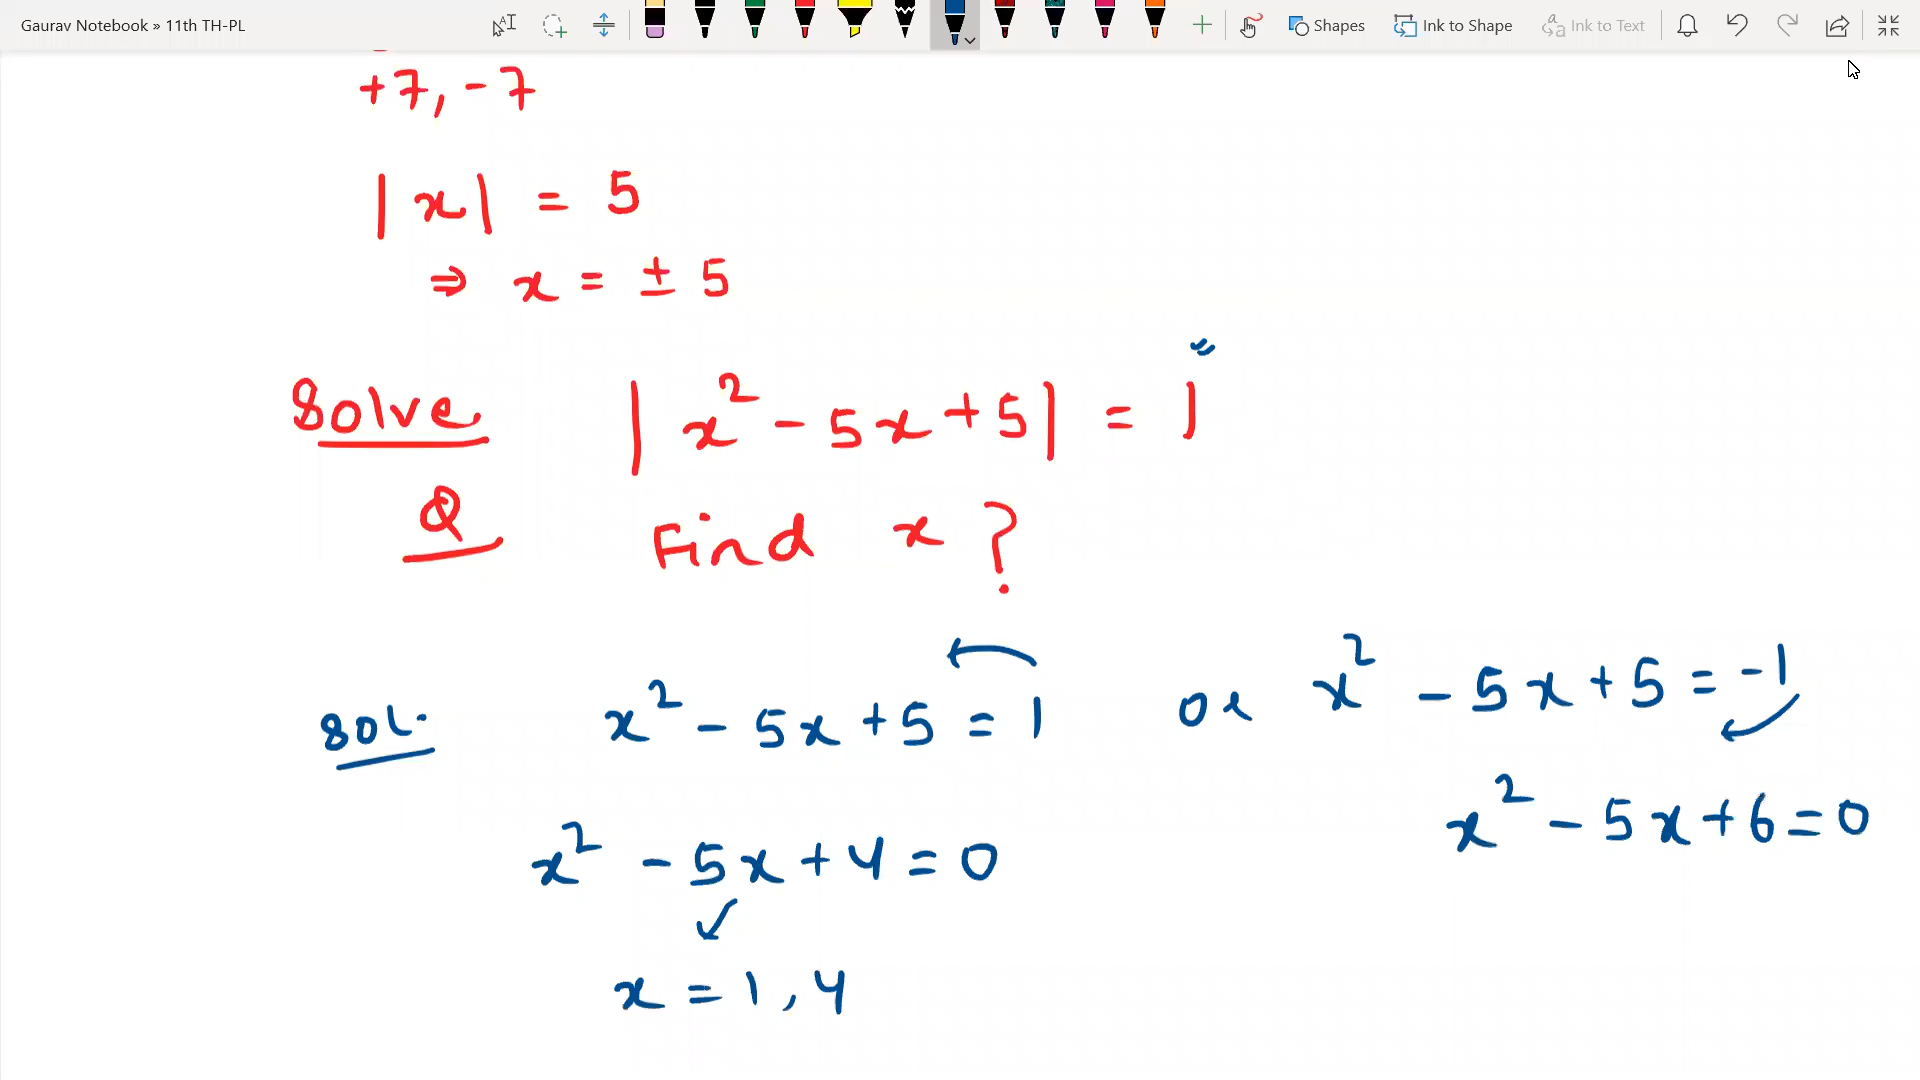 Gaurav Notebook » 11th TH-PL
Shapes Ink to Shape Ink to Text
+7, -7
|x| = 5
⇒ x = ± 5
Solve |x² - 5x + 5| = 1
Q Find x ?
Sol. x² - 5x + 5 = 1 or x² - 5x + 5 = -1
x² - 5x + 4 = 0 x² - 5x + 6 = 0
x = 1, 4